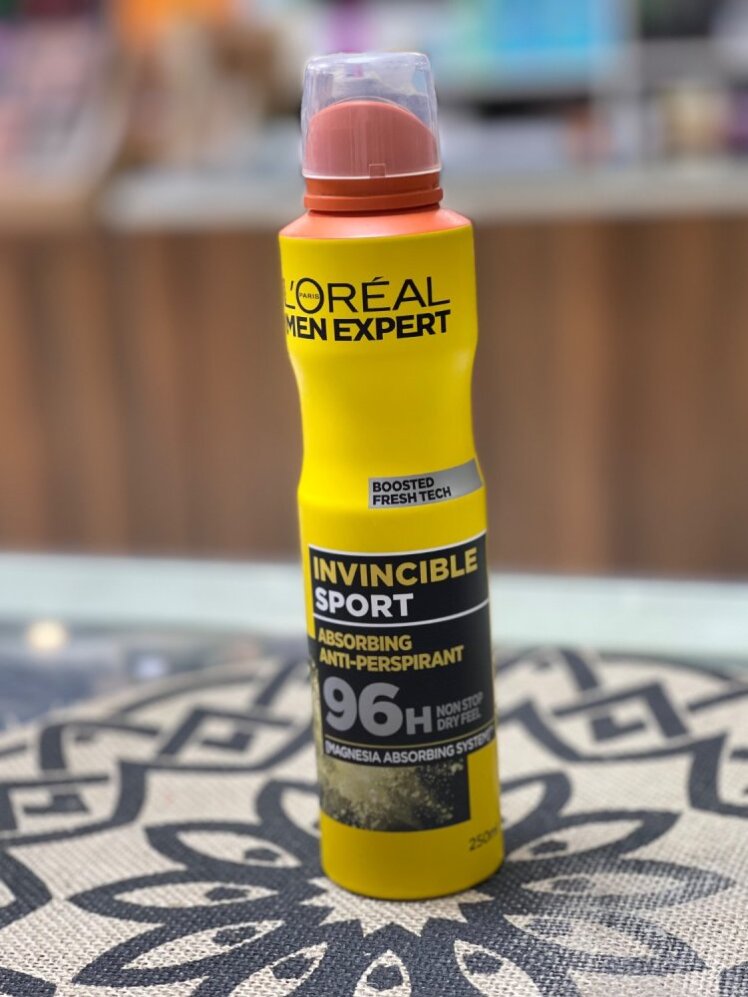 L'ORÉAL
PARIS
MEN EXPERT
BOOSTED
FRESH TECH
INVINCIBLE
SPORT
ABSORBING
ANTI-PERSPIRANT
96H NON STOP
DRY FEEL
[MAGNESIA ABSORBING SYSTEM]
250ml